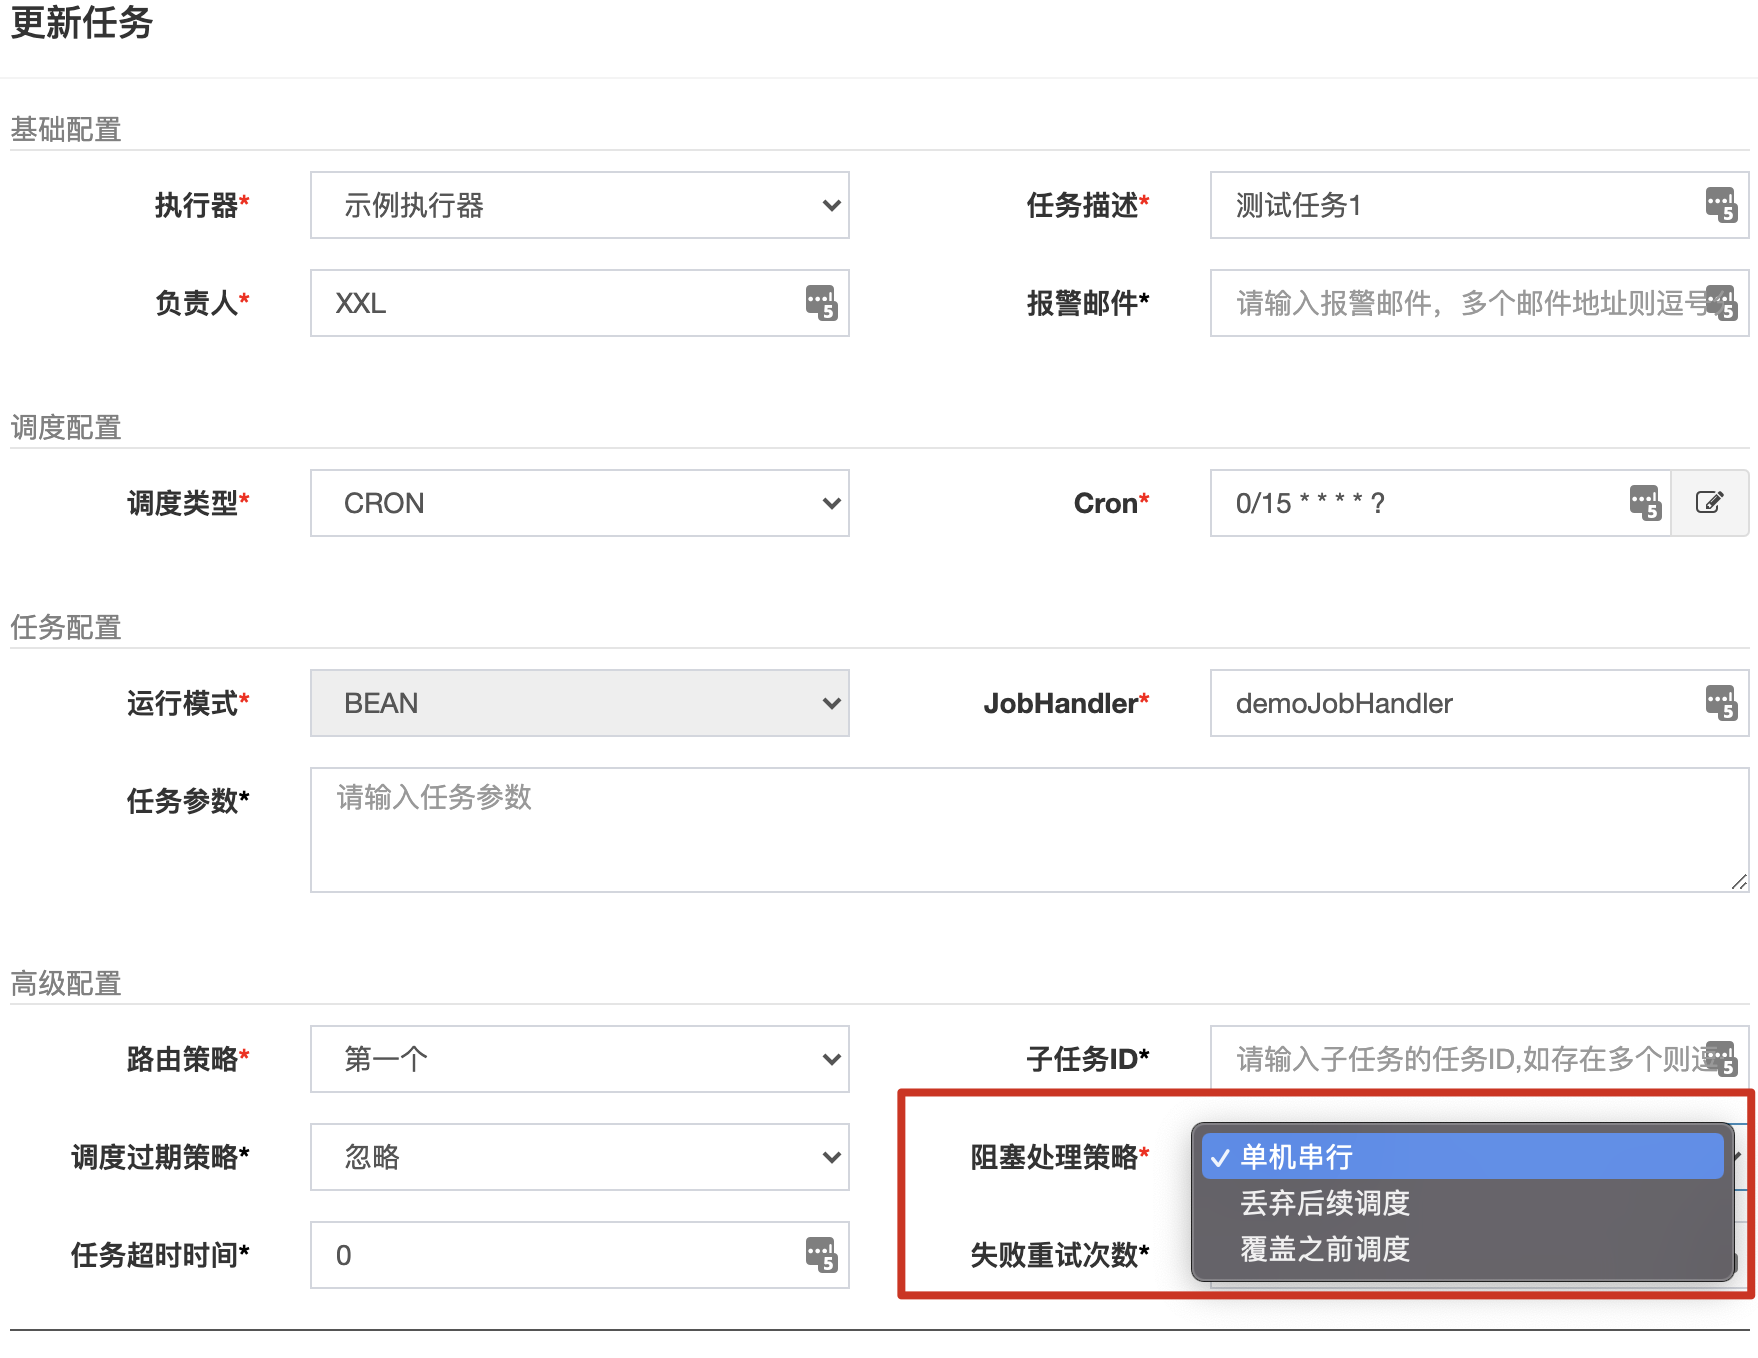 更新任务
基础配置
执行器* 示例执行器 任务描述* 测试任务1
负责人* XXL 报警邮件* 请输入报警邮件，多个邮件地址则逗号
调度配置
调度类型* CRON Cron* 0/15 * * * * ?
任务配置
运行模式* BEAN JobHandler* demoJobHandler
任务参数* 请输入任务参数
高级配置
路由策略* 第一个 子任务ID* 请输入子任务的任务ID,如存在多个则逗
调度过期策略* 忽略 阻塞处理策略* ✓ 单机串行
丢弃后续调度
任务超时时间* 0 失败重试次数* 覆盖之前调度